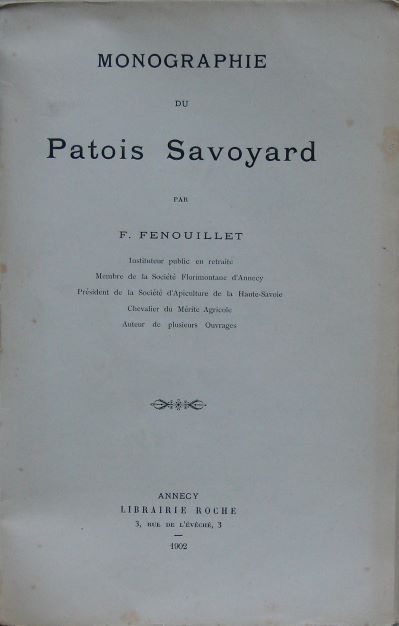 MONOGRAPHIE
DU
Patois Savoyard
PAR
F. FENOUILLET
Instituteur public en retraite
Membre de la Société Florimontane d'Annecy
Président de la Société d'Apiculture de la Haute-Savoie
Chevalier du Mérite Agricole
Auteur de plusieurs Ouvrages
ANNECY
LIBRAIRIE ROCHE
3, RUE DE L'ÉVÊCHÉ, 3
1902